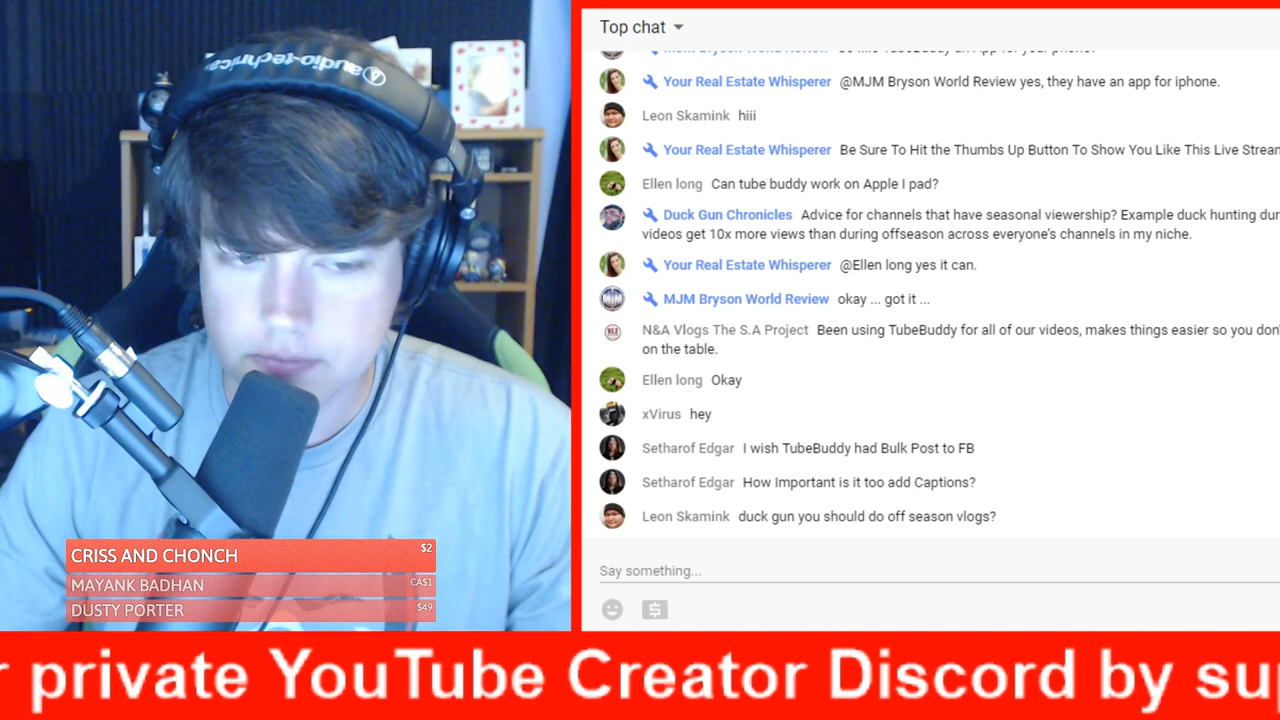 audio-technica
Top chat
Your Real Estate Whisperer @MJM Bryson World Review yes, they have an app for iphone.
Leon Skamink hiii
Your Real Estate Whisperer Be Sure To Hit the Thumbs Up Button To Show You Like This Live Strean
Ellen long Can tube buddy work on Apple I pad?
Duck Gun Chronicles Advice for channels that have seasonal viewership? Example duck hunting dur
videos get 10x more views than during offseason across everyone's channels in my niche.
Your Real Estate Whisperer @Ellen long yes it can.
MJM Bryson World Review okay ... got it ...
N&A Vlogs The S.A Project Been using TubeBuddy for all of our videos, makes things easier so you don'
on the table.
Ellen long Okay
xVirus hey
Setharof Edgar I wish TubeBuddy had Bulk Post to FB
Setharof Edgar How Important is it too add Captions?
Leon Skamink duck gun you should do off season vlogs?
Say something...
CRISS AND CHONCH $2
MAYANK BADHAN CA$1
DUSTY PORTER $49
r private YouTube Creator Discord by sup